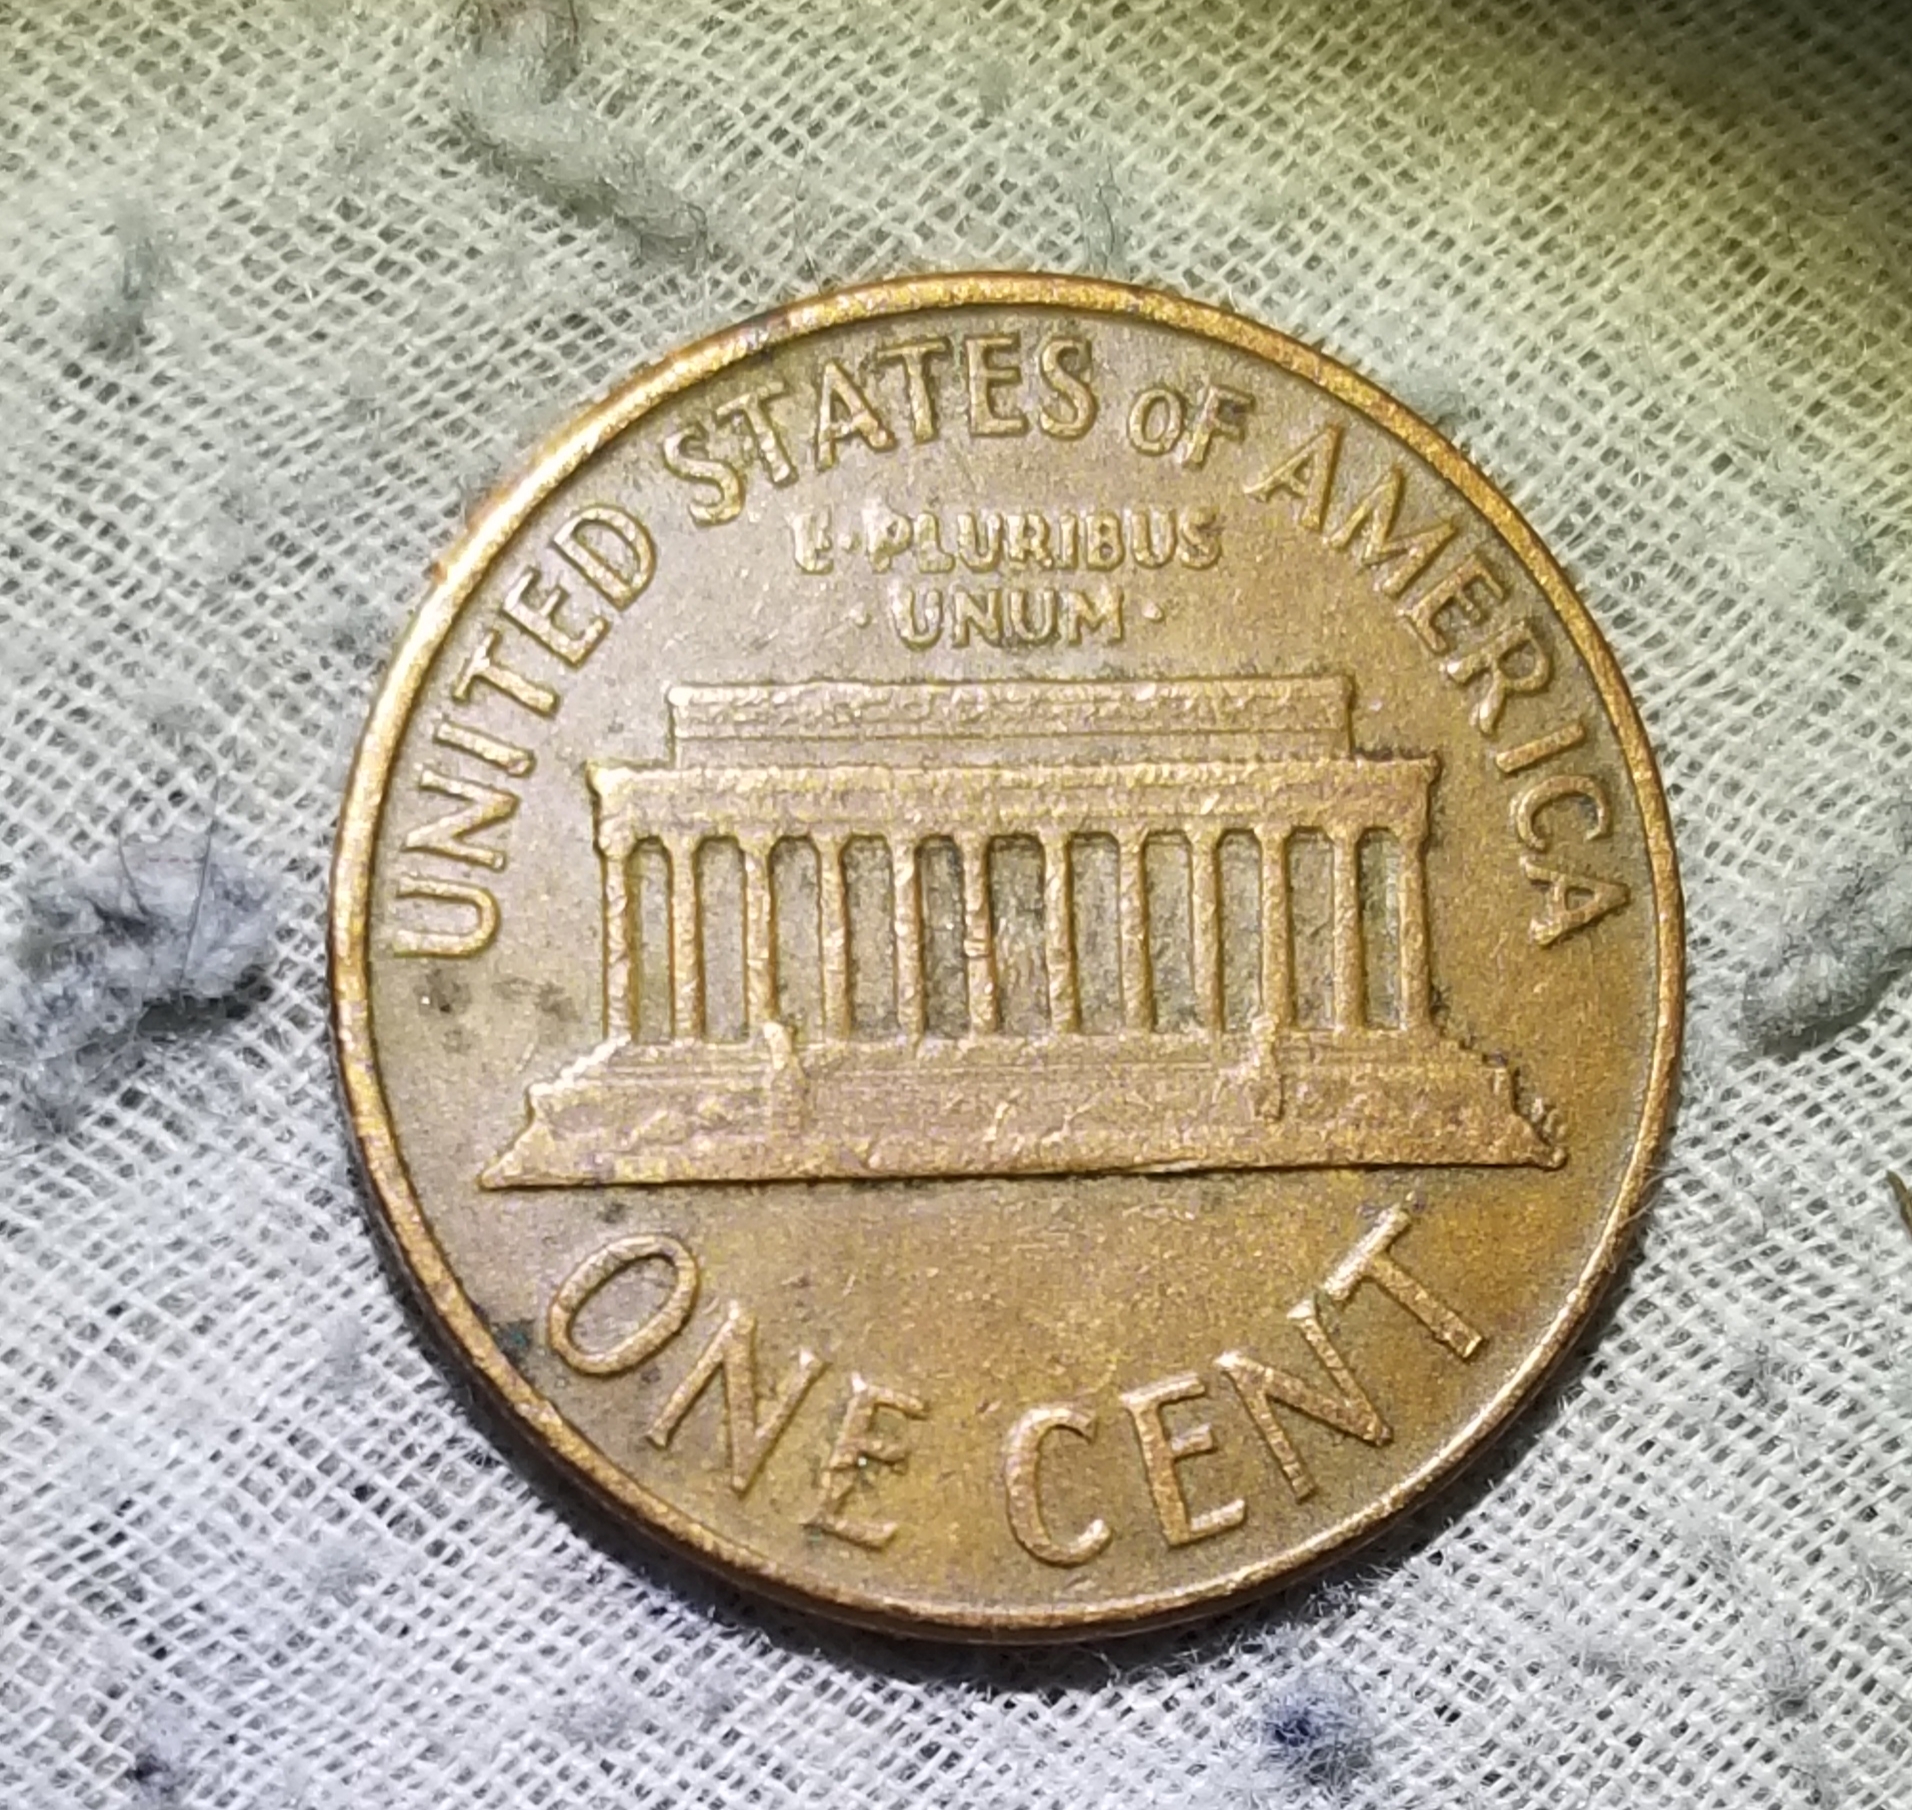 UNITED STATES OF AMERICA
E·PLURIBUS
·UNUM·
ONE CENT